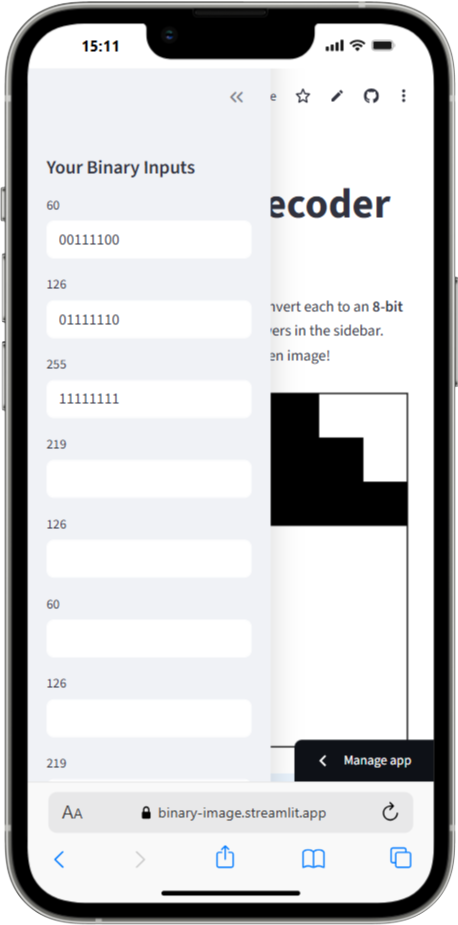 15:11
e
Your Binary Inputs
ecoder
60
00111100
126
01111110
nvert each to an 8-bit
vers in the sidebar.
en image!
255
11111111
219
126
60
126
219
Manage app
AA
binary-image.streamlit.app